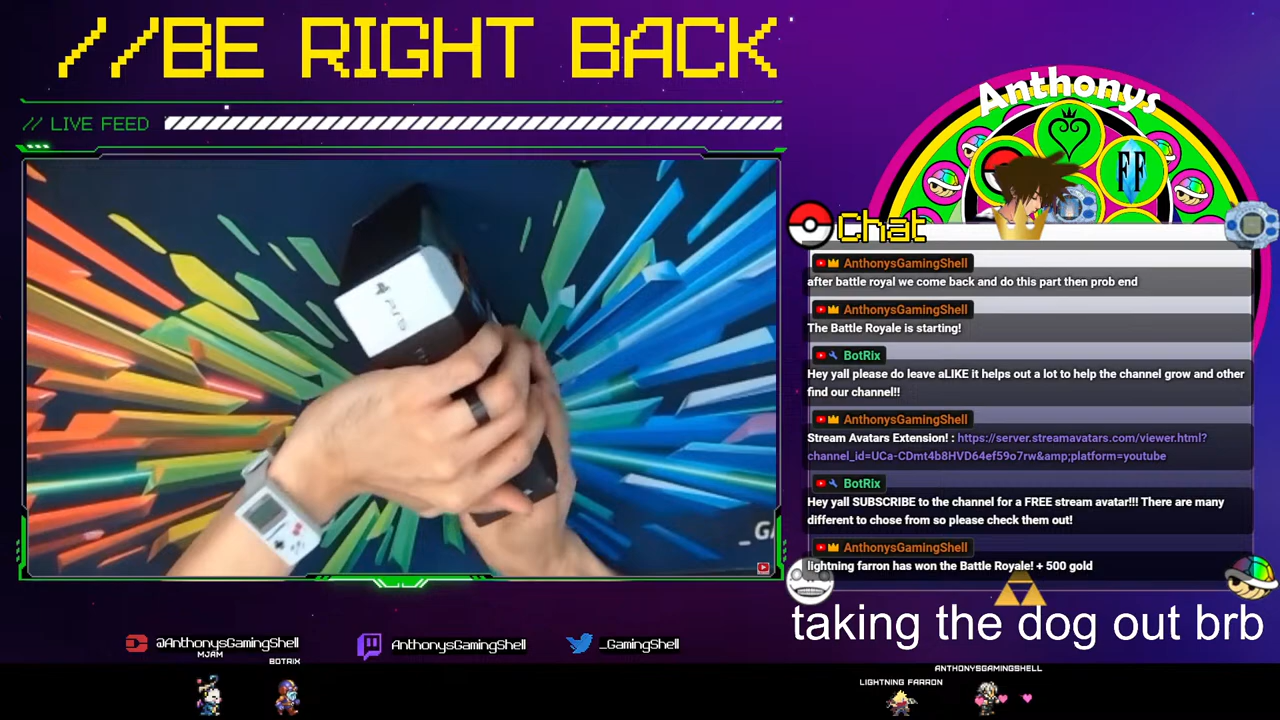 //BE RIGHT BACK
// LIVE FEED
Anthonys
FF
Chat
AnthonysGamingShell
after battle royal we come back and do this part then prob end
AnthonysGamingShell
The Battle Royale is starting!
BotRix
Hey yall please do leave aLIKE it helps out a lot to help the channel grow and other
find our channel!!
AnthonysGamingShell
Stream Avatars Extension! : https://server.streamavatars.com/viewer.html?
channel_id=UCa-CDmt4b8HVD64ef59o7rw&amp;platform=youtube
BotRix
Hey yall SUBSCRIBE to the channel for a FREE stream avatar!!! There are many
different to chose from so please check them out!
AnthonysGamingShell
lightning farron has won the Battle Royale! + 500 gold
taking the dog out brb
@AnthonysGamingShell
AnthonysGamingShell
_GamingShell
MJAM
BOTRIX
LIGHTNING FARRON
ANTHONYSGAMINGSHELL